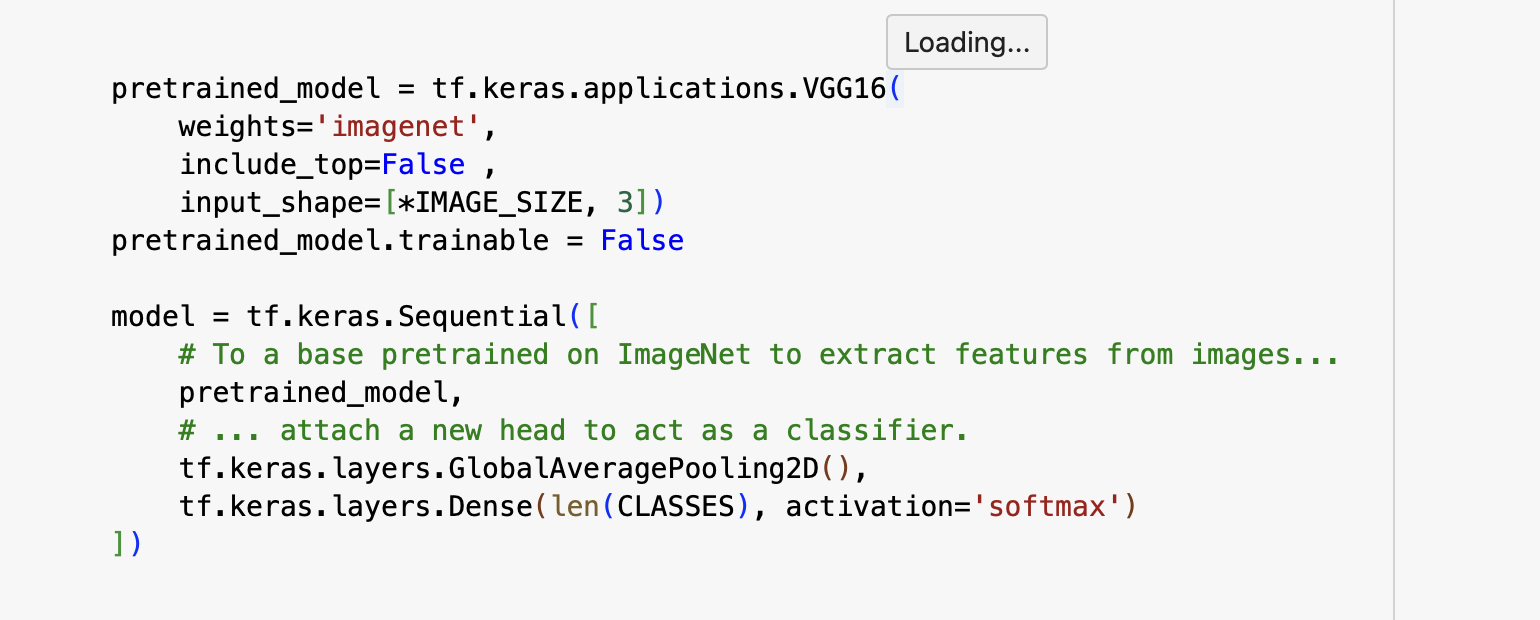 Loading...
pretrained_model = tf.keras.applications.VGG16(
    weights='imagenet',
    include_top=False ,
    input_shape=[*IMAGE_SIZE, 3])
pretrained_model.trainable = False
model = tf.keras.Sequential([
    # To a base pretrained on ImageNet to extract features from images...
    pretrained_model,
    # ... attach a new head to act as a classifier.
    tf.keras.layers.GlobalAveragePooling2D(),
    tf.keras.layers.Dense(len(CLASSES), activation='softmax')
])